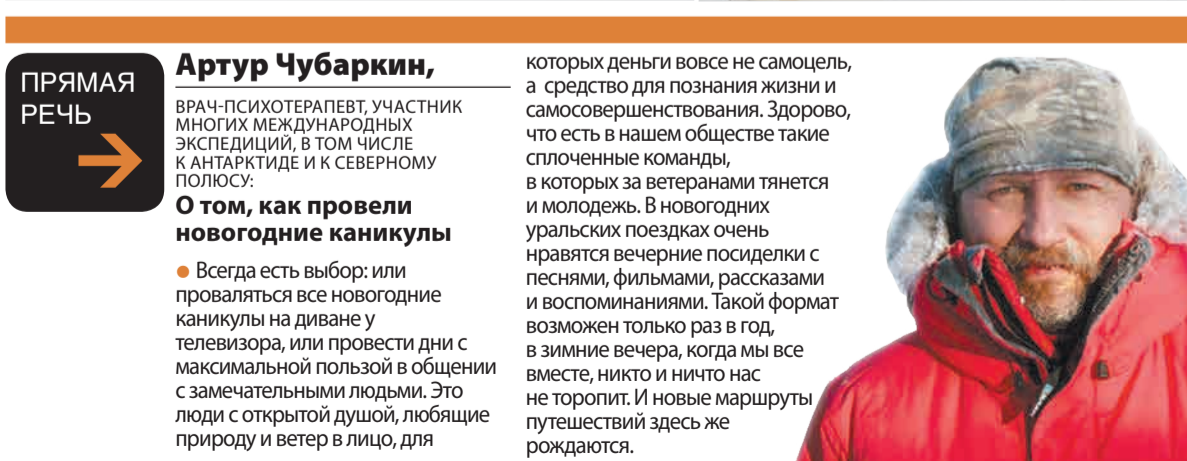 ПРЯМАЯ
РЕЧЬ
Артур Чубаркин,
ВРАЧ-ПСИХОТЕРАПЕВТ, УЧАСТНИК
МНОГИХ МЕЖДУНАРОДНЫХ
ЭКСПЕДИЦИЙ, В ТОМ ЧИСЛЕ
К АНТАРКТИДЕ И К СЕВЕРНОМУ
ПОЛЮСУ:
О том, как провели
новогодние каникулы
● Всегда есть выбор: или
проваляться все новогодние
каникулы на диване у
телевизора, или провести дни с
максимальной пользой в общении
с замечательными людьми. Это
люди с открытой душой, любящие
природу и ветер в лицо, для
которых деньги вовсе не самоцель,
а средство для познания жизни и
самосовершенствования. Здорово,
что есть в нашем обществе такие
сплоченные команды,
в которых за ветеранами тянется
и молодежь. В новогодних
уральских поездках очень
нравятся вечерние посиделки с
песнями, фильмами, рассказами
и воспоминаниями. Такой формат
возможен только раз в год,
в зимние вечера, когда мы все
вместе, никто и ничто нас
не торопит. И новые маршруты
путешествий здесь же
рождаются.